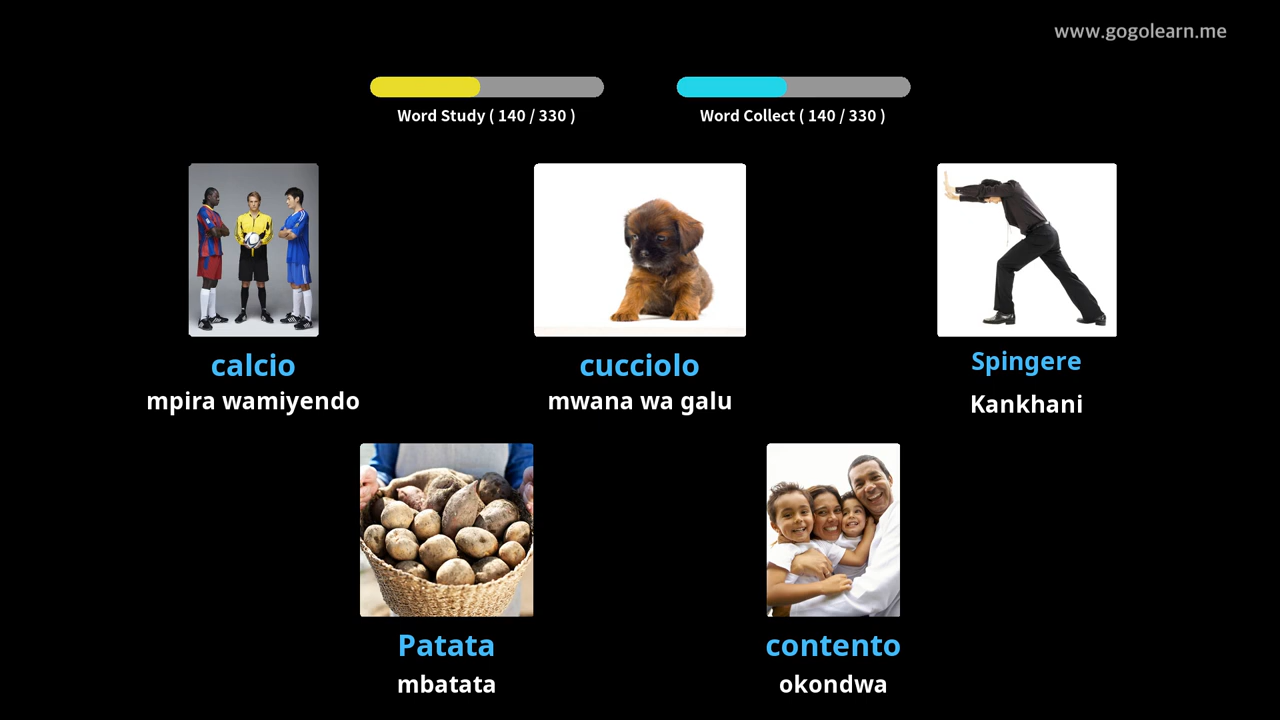 www.gogolearn.me
Word Study ( 140 / 330 )
Word Collect ( 140 / 330 )
calcio
mpira wamiyendo
cucciolo
mwana wa galu
Spingere
Kankhani
Patata
mbatata
contento
okondwa